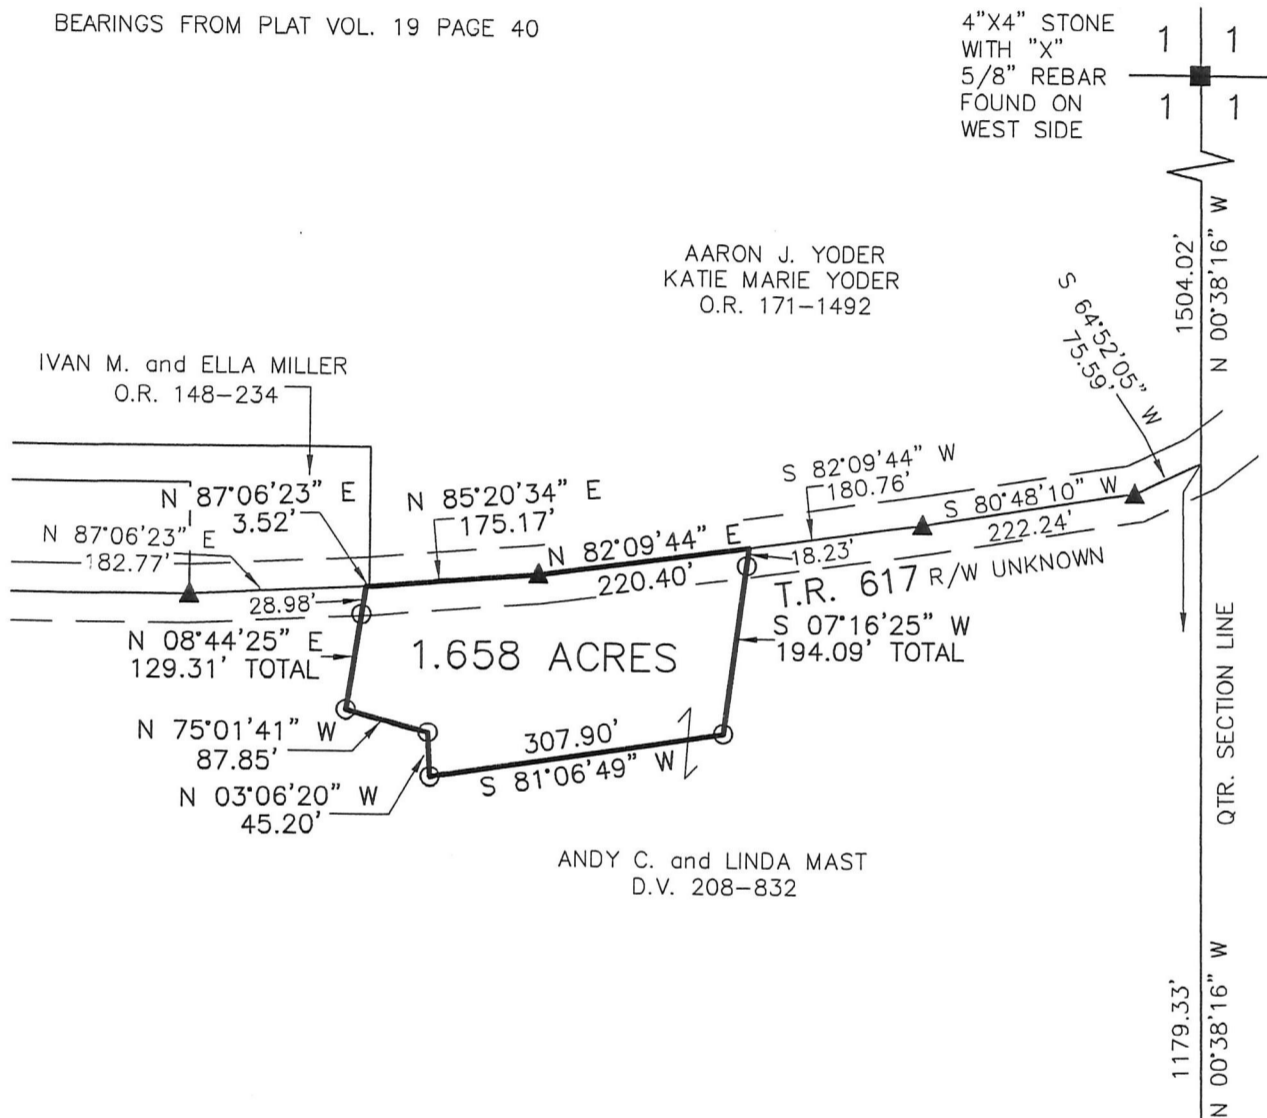 BEARINGS FROM PLAT VOL. 19 PAGE 40
4"X4" STONE
WITH "X"
5/8" REBAR
FOUND ON
WEST SIDE
1 1
1 1
1504.02'
N 00°38'16" W
AARON J. YODER
KATIE MARIE YODER
O.R. 171-1492
S 64°52'05" W
75.59'
IVAN M. and ELLA MILLER
O.R. 148-234
N 87°06'23" E
3.52'
N 85°20'34" E
175.17'
S 82°09'44" W
180.76'
S 80°48'10" W
222.24'
N 87°06'23" E
182.77'
N 82°09'44" E
220.40'
18.23'
T.R. 617 R/W UNKNOWN
28.98'
N 08°44'25" E
129.31' TOTAL
1.658 ACRES
S 07°16'25" W
194.09' TOTAL
N 75°01'41" W
87.85'
307.90'
S 81°06'49" W
N 03°06'20" W
45.20'
QTR. SECTION LINE
ANDY C. and LINDA MAST
D.V. 208-832
1179.33'
N 00°38'16" W